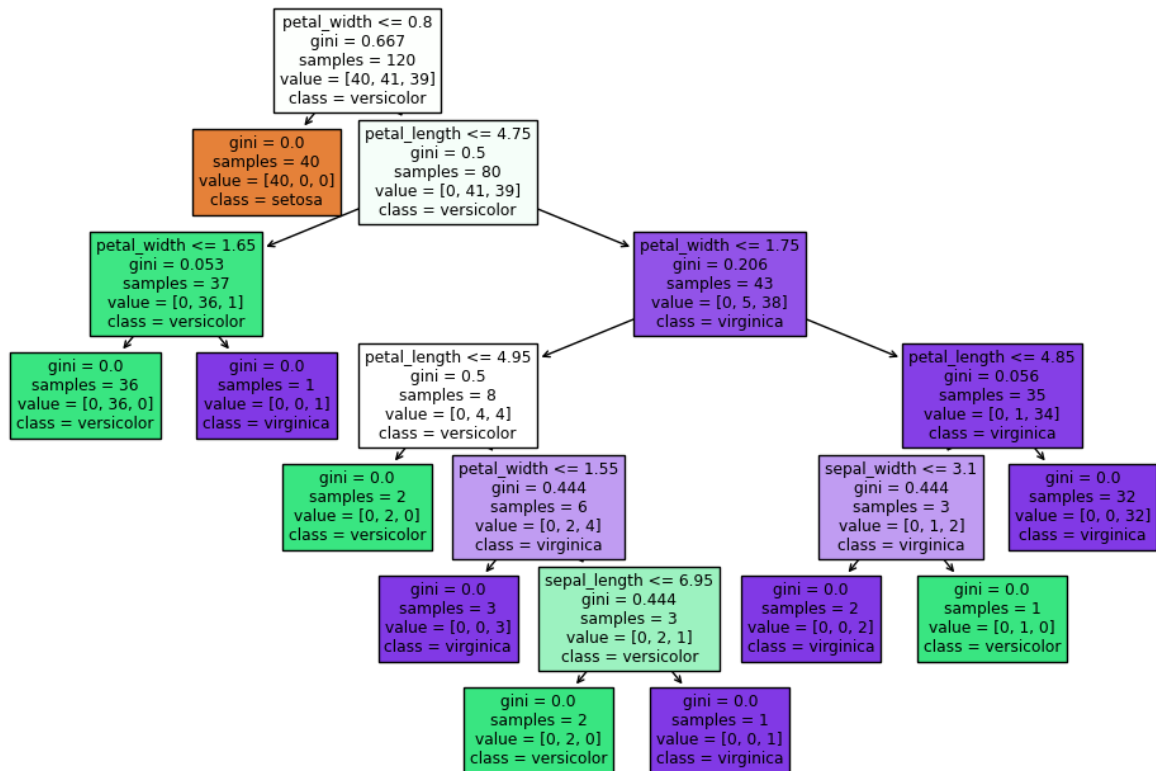 petal_width <= 0.8
gini = 0.667
samples = 120
value = [40, 41, 39]
class = versicolor
gini = 0.0
samples = 40
value = [40, 0, 0]
class = setosa
petal_length <= 4.75
gini = 0.5
samples = 80
value = [0, 41, 39]
class = versicolor
petal_width <= 1.65
gini = 0.053
samples = 37
value = [0, 36, 1]
class = versicolor
petal_width <= 1.75
gini = 0.206
samples = 43
value = [0, 5, 38]
class = virginica
gini = 0.0
samples = 36
value = [0, 36, 0]
class = versicolor
gini = 0.0
samples = 1
value = [0, 0, 1]
class = virginica
petal_length <= 4.95
gini = 0.5
samples = 8
value = [0, 4, 4]
class = versicolor
petal_length <= 4.85
gini = 0.056
samples = 35
value = [0, 1, 34]
class = virginica
gini = 0.0
samples = 2
value = [0, 2, 0]
class = versicolor
petal_width <= 1.55
gini = 0.444
samples = 6
value = [0, 2, 4]
class = virginica
sepal_width <= 3.1
gini = 0.444
samples = 3
value = [0, 1, 2]
class = virginica
gini = 0.0
samples = 32
value = [0, 0, 32]
class = virginica
gini = 0.0
samples = 3
value = [0, 0, 3]
class = virginica
sepal_length <= 6.95
gini = 0.444
samples = 3
value = [0, 2, 1]
class = versicolor
gini = 0.0
samples = 2
value = [0, 0, 2]
class = virginica
gini = 0.0
samples = 1
value = [0, 1, 0]
class = versicolor
gini = 0.0
samples = 2
value = [0, 2, 0]
class = versicolor
gini = 0.0
samples = 1
value = [0, 0, 1]
class = virginica